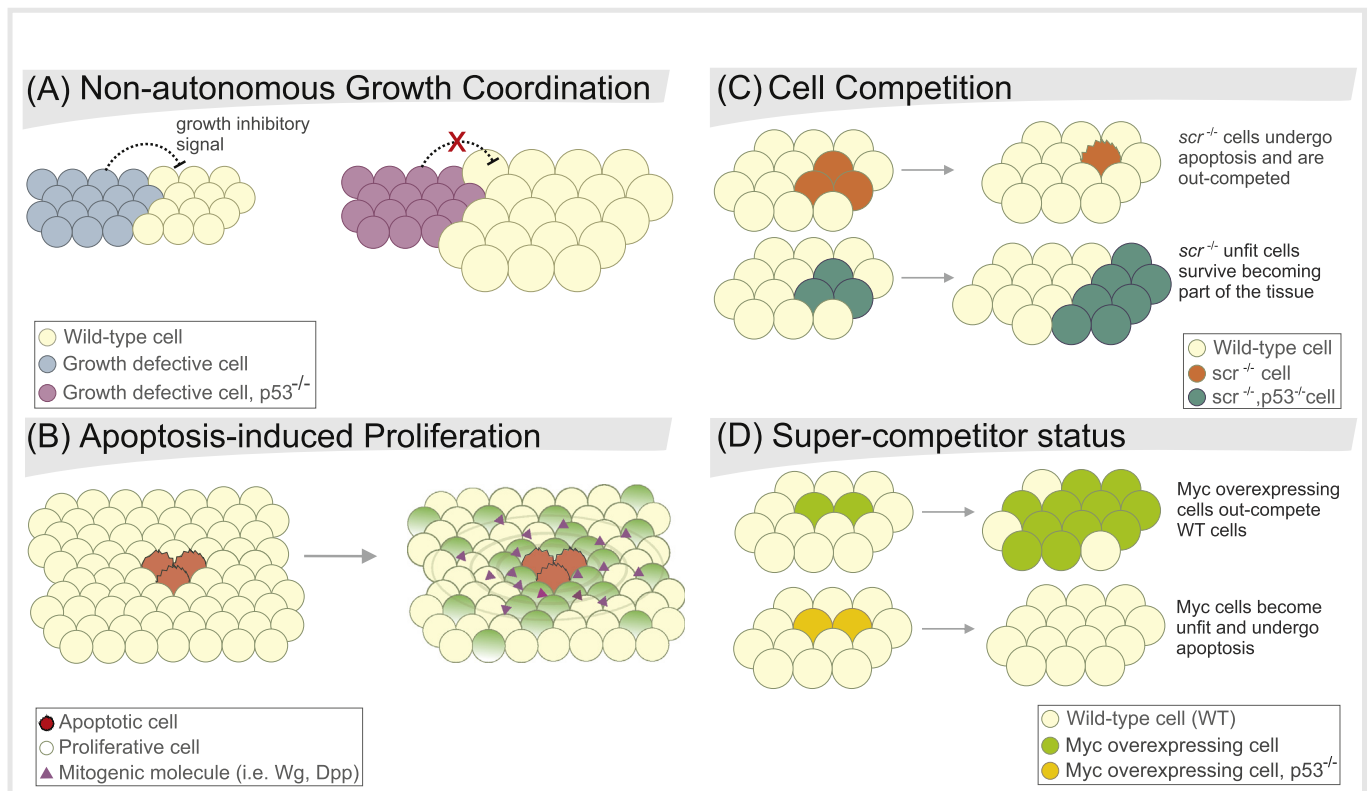 (A) Non-autonomous Growth Coordination
growth inhibitory
signal
X
Wild-type cell
Growth defective cell
Growth defective cell, p53-/-
(B) Apoptosis-induced Proliferation
Apoptotic cell
Proliferative cell
Mitogenic molecule (i.e. Wg, Dpp)
(C) Cell Competition
scr -/- cells undergo
apoptosis and are
out-competed
scr -/- unfit cells
survive becoming
part of the tissue
Wild-type cell
scr -/- cell
scr -/-,p53-/-cell
(D) Super-competitor status
Myc overexpressing
cells out-compete
WT cells
Myc cells become
unfit and undergo
apoptosis
Wild-type cell (WT)
Myc overexpressing cell
Myc overexpressing cell, p53-/-